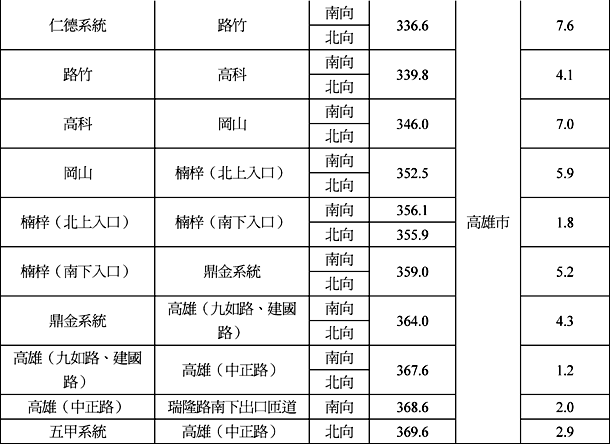 仁德系統 路竹 南向 336.6 7.6
北向
路竹 高科 南向 339.8 4.1
北向
高科 岡山 南向 346.0 7.0
北向
岡山 楠梓（北上入口） 南向 352.5 5.9
北向
楠梓（北上入口） 楠梓（南下入口） 南向 356.1 高雄市 1.8
北向 355.9
楠梓（南下入口） 鼎金系統 南向 359.0 5.2
北向
鼎金系統 高雄（九如路、建國路） 南向 364.0 4.3
北向
高雄（九如路、建國路） 高雄（中正路） 南向 367.6 1.2
北向
高雄（中正路） 瑞隆路南下出口匝道 南向 368.6 2.0
五甲系統 高雄（中正路） 北向 369.6 2.9